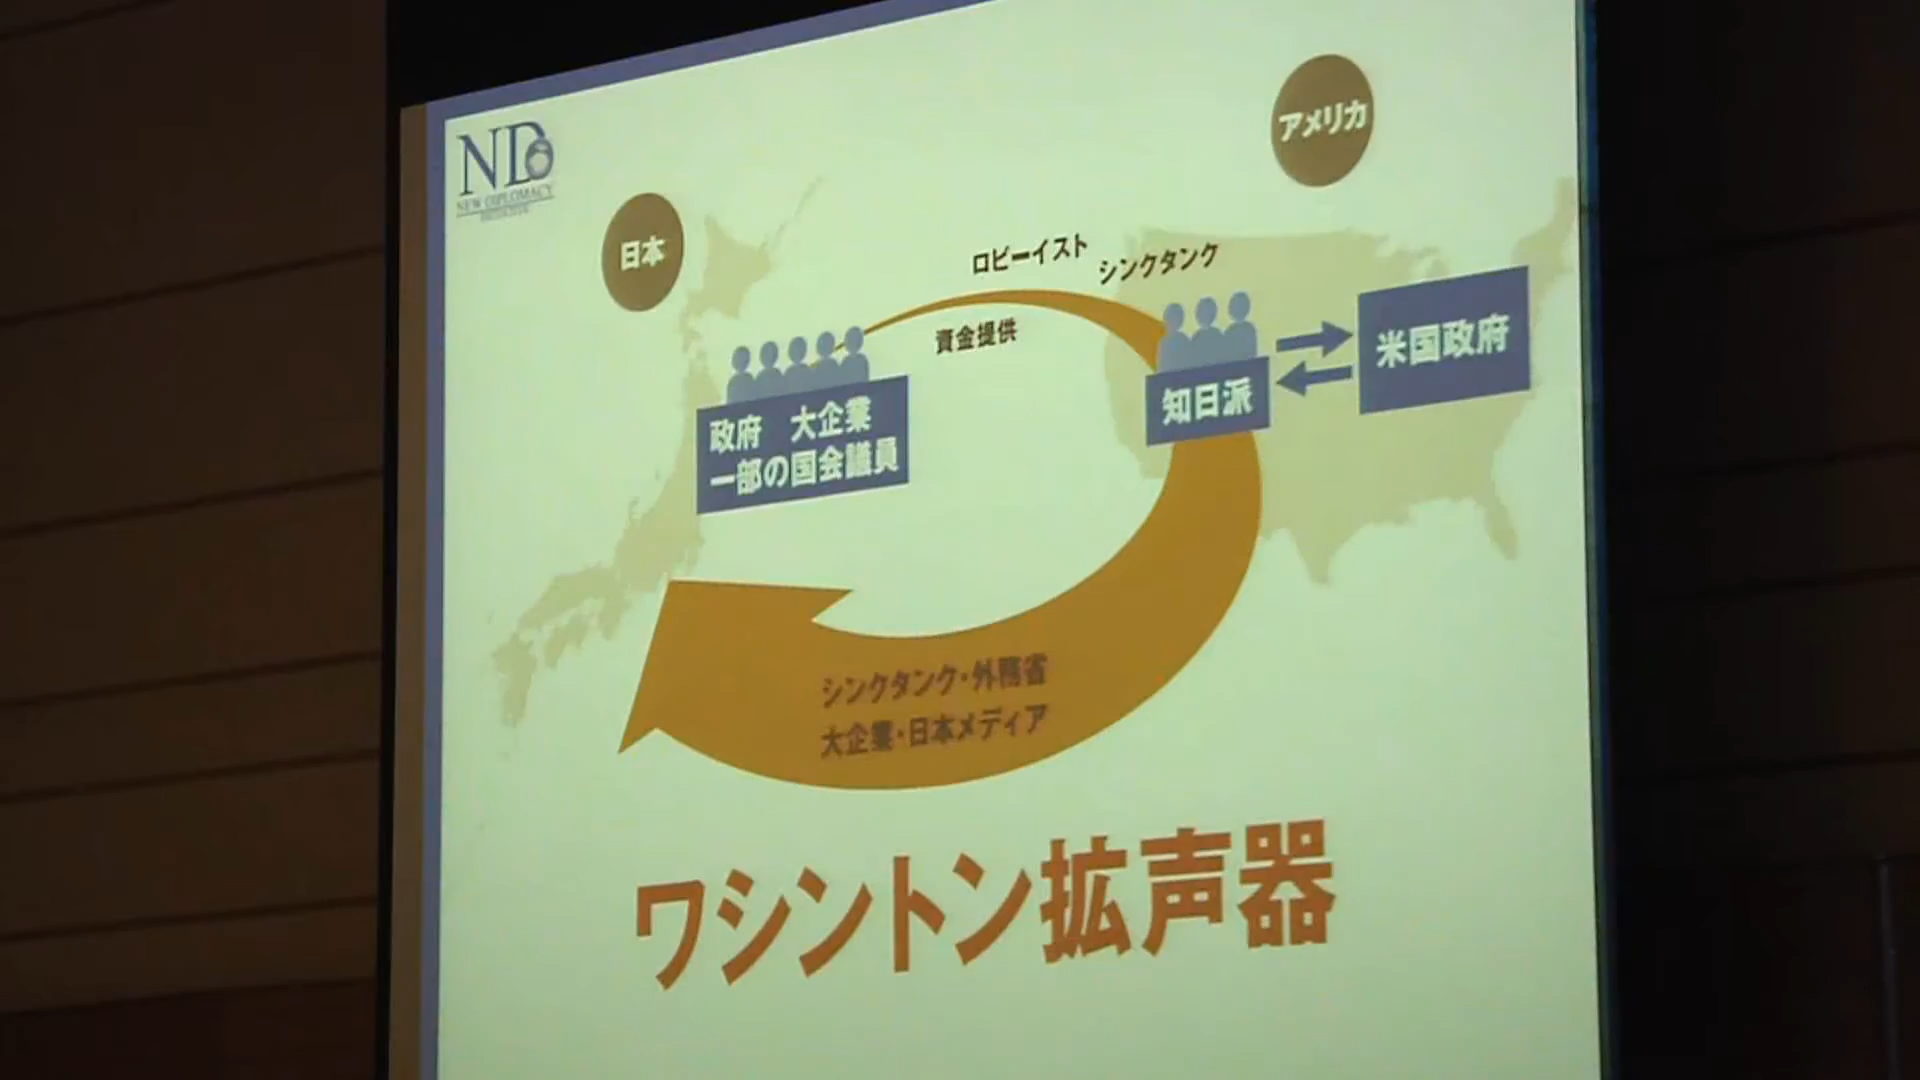 ND
NEW DIPLOMACY
日本
アメリカ
ロビーイスト
シンクタンク
資金提供
政府 大企業
一部の国会議員
知日派
米国政府
シンクタンク・外務省
大企業・日本メディア
ワシントン拡声器